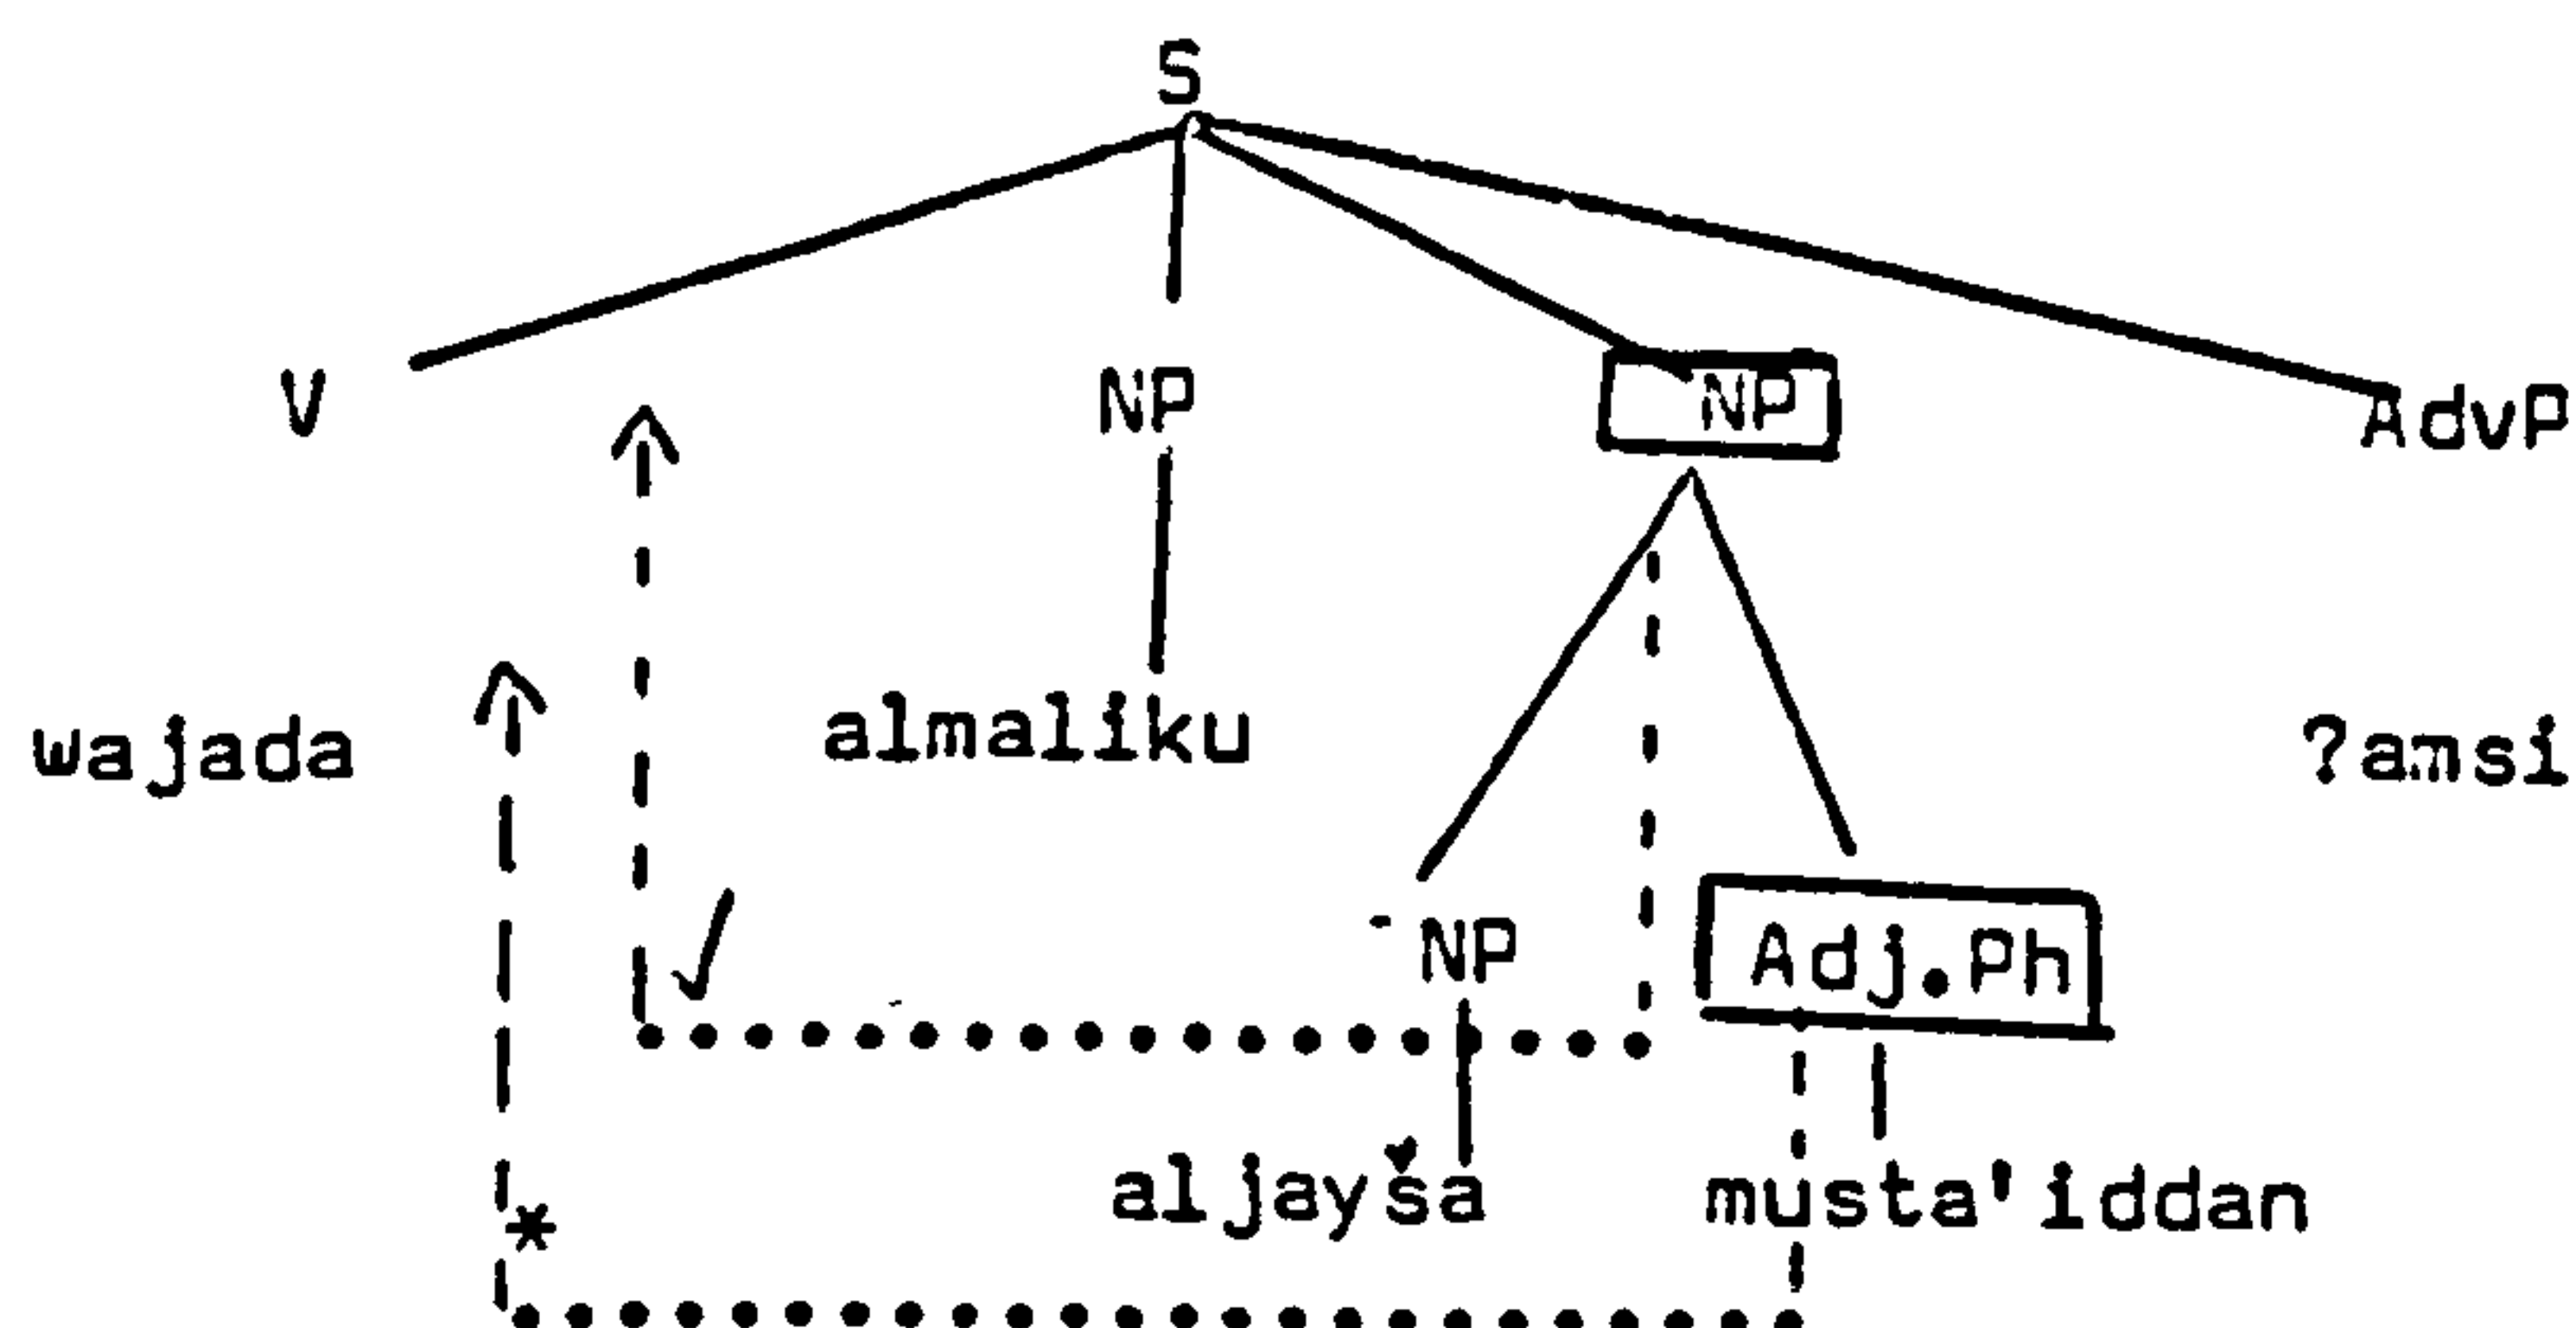 S
V NP NP AdvP
wajada almaliku ?amsi
NP Adj.Ph
aljayša musta'iddan
*